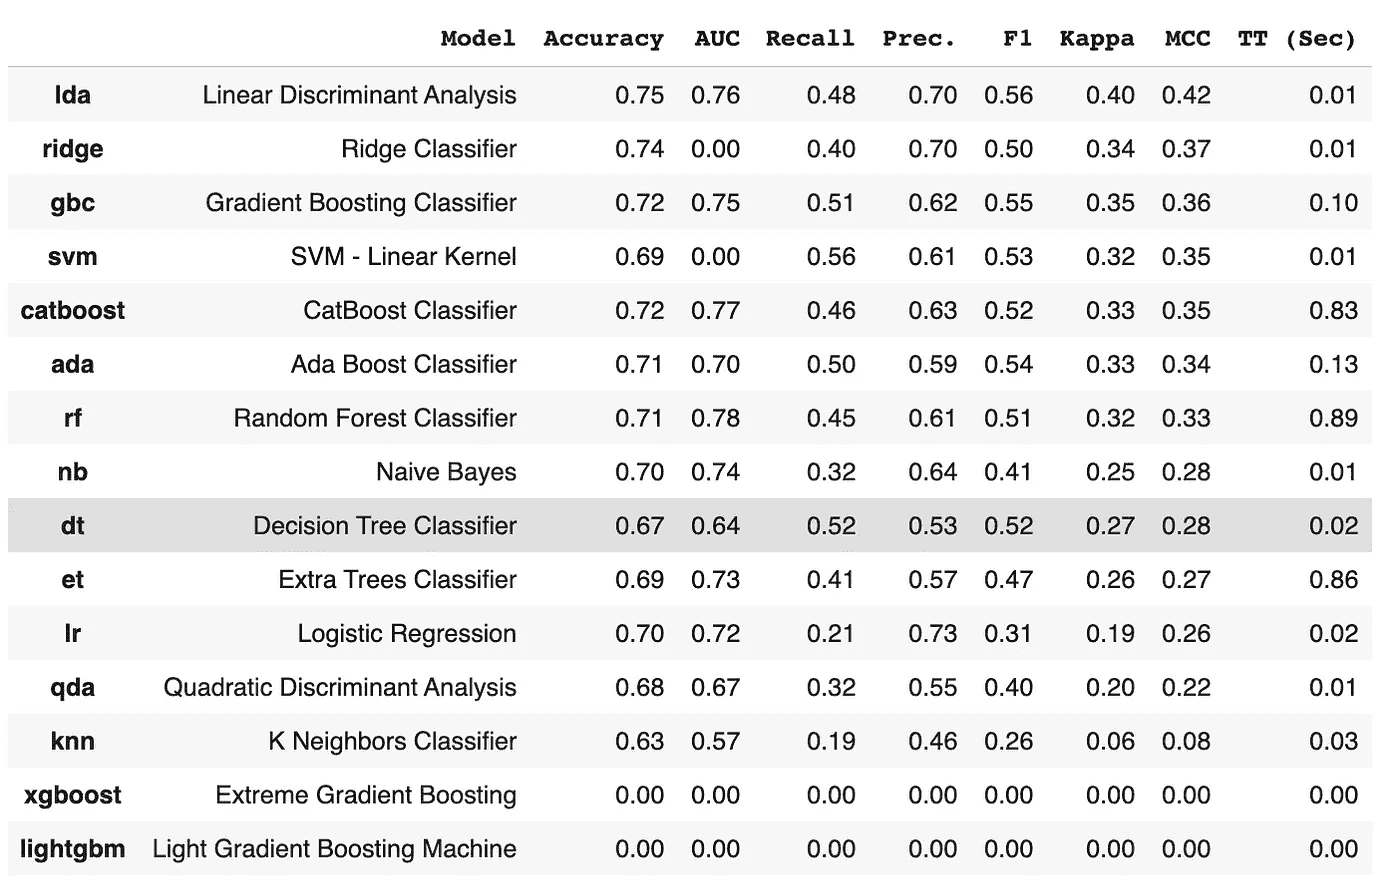 Model Accuracy AUC Recall Prec. F1 Kappa MCC TT (Sec)
lda Linear Discriminant Analysis 0.75 0.76 0.48 0.70 0.56 0.40 0.42 0.01
ridge Ridge Classifier 0.74 0.00 0.40 0.70 0.50 0.34 0.37 0.01
gbc Gradient Boosting Classifier 0.72 0.75 0.51 0.62 0.55 0.35 0.36 0.10
svm SVM - Linear Kernel 0.69 0.00 0.56 0.61 0.53 0.32 0.35 0.01
catboost CatBoost Classifier 0.72 0.77 0.46 0.63 0.52 0.33 0.35 0.83
ada Ada Boost Classifier 0.71 0.70 0.50 0.59 0.54 0.33 0.34 0.13
rf Random Forest Classifier 0.71 0.78 0.45 0.61 0.51 0.32 0.33 0.89
nb Naive Bayes 0.70 0.74 0.32 0.64 0.41 0.25 0.28 0.01
dt Decision Tree Classifier 0.67 0.64 0.52 0.53 0.52 0.27 0.28 0.02
et Extra Trees Classifier 0.69 0.73 0.41 0.57 0.47 0.26 0.27 0.86
lr Logistic Regression 0.70 0.72 0.21 0.73 0.31 0.19 0.26 0.02
qda Quadratic Discriminant Analysis 0.68 0.67 0.32 0.55 0.40 0.20 0.22 0.01
knn K Neighbors Classifier 0.63 0.57 0.19 0.46 0.26 0.06 0.08 0.03
xgboost Extreme Gradient Boosting 0.00 0.00 0.00 0.00 0.00 0.00 0.00 0.00
lightgbm Light Gradient Boosting Machine 0.00 0.00 0.00 0.00 0.00 0.00 0.00 0.00